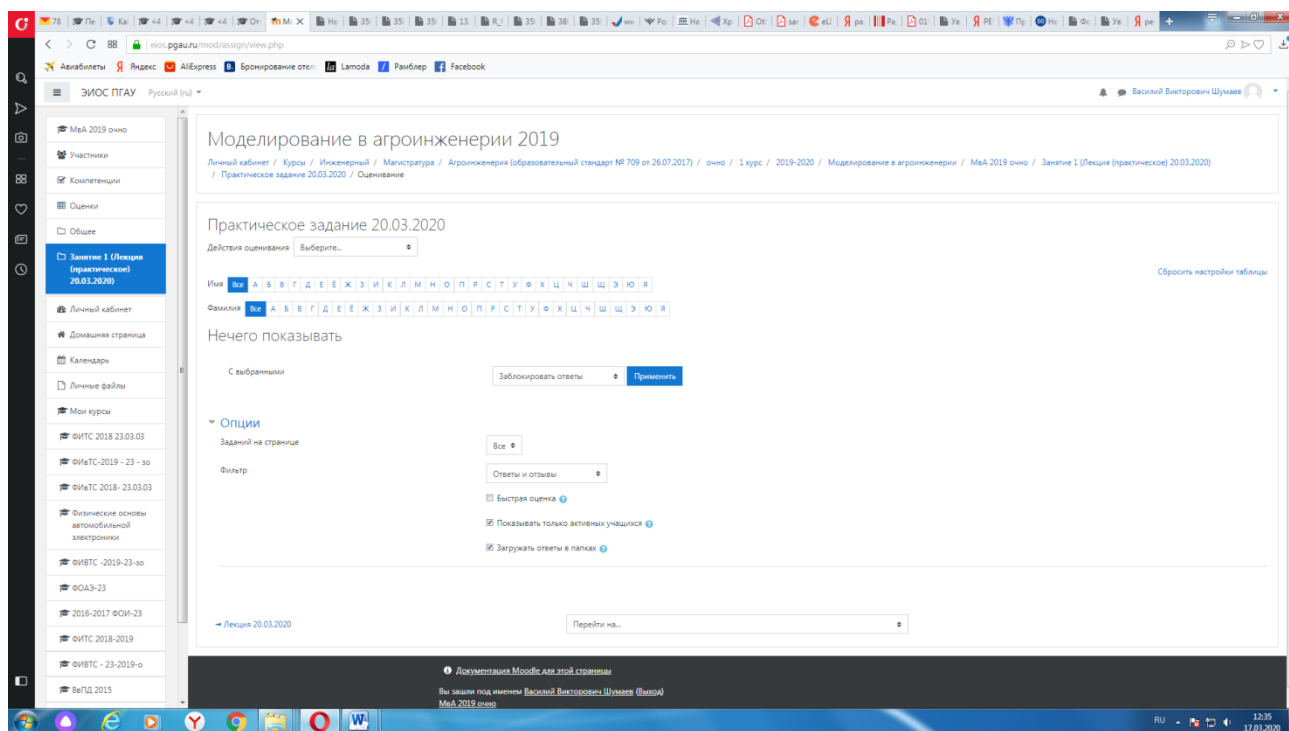 eios.pgau.ru/mod/assign/view.php
Авиабилеты Яндекс AliExpress Бронирование отел Lamoda Рамблер Facebook
ЭИОС ПГАУ Русский (ru)
Василий Викторович Шумаев
МвА 2019 очно
Участники
Компетенции
Оценки
Общее
Занятие 1 (Лекция
(практическое)
20.03.2020)
Личный кабинет
Домашняя страница
Календарь
Личные файлы
Мои курсы
ФИТС 2018 23.03.03
ФИвТС-2019 - 23 - зо
ФИвТС 2018- 23.03.03
Физические основы
автомобильной
электроники
ФИВТС -2019-23-зо
ФОАЭ-23
2016-2017 ФОИ-23
ФИТС 2018-2019
ФИВТС - 23-2019-о
ВеПД 2015
Моделирование в агроинженерии 2019
Личный кабинет / Курсы / Инженерный / Магистратура / Агроинженерия (образовательный стандарт № 709 от 26.07.2017) / очно / 1 курс / 2019-2020 / Моделирование в агроинженерии / МвА 2019 очно / Занятие 1 (Лекция (практическое) 20.03.2020)
/ Практическое задание 20.03.2020 / Оценивание
Практическое задание 20.03.2020
Действия оценивания Выберите...
Сбросить настройки таблицы
Имя Все А Б В Г Д Е Ё Ж З И К Л М Н О П Р С Т У Ф Х Ц Ч Ш Щ Э Ю Я
Фамилия Все А Б В Г Д Е Ё Ж З И К Л М Н О П Р С Т У Ф Х Ц Ч Ш Щ Э Ю Я
Нечего показывать
С выбранными Заблокировать ответы Применить
Опции
Заданий на странице Все
Фильтр Ответы и отзывы
Быстрая оценка
Показывать только активных учащихся
Загружать ответы в папках
Лекция 20.03.2020 Перейти на...
Документация Moodle для этой страницы
Вы зашли под именем Василий Викторович Шумаев (Выход)
МвА 2019 очно
RU
12:35
17.03.2020